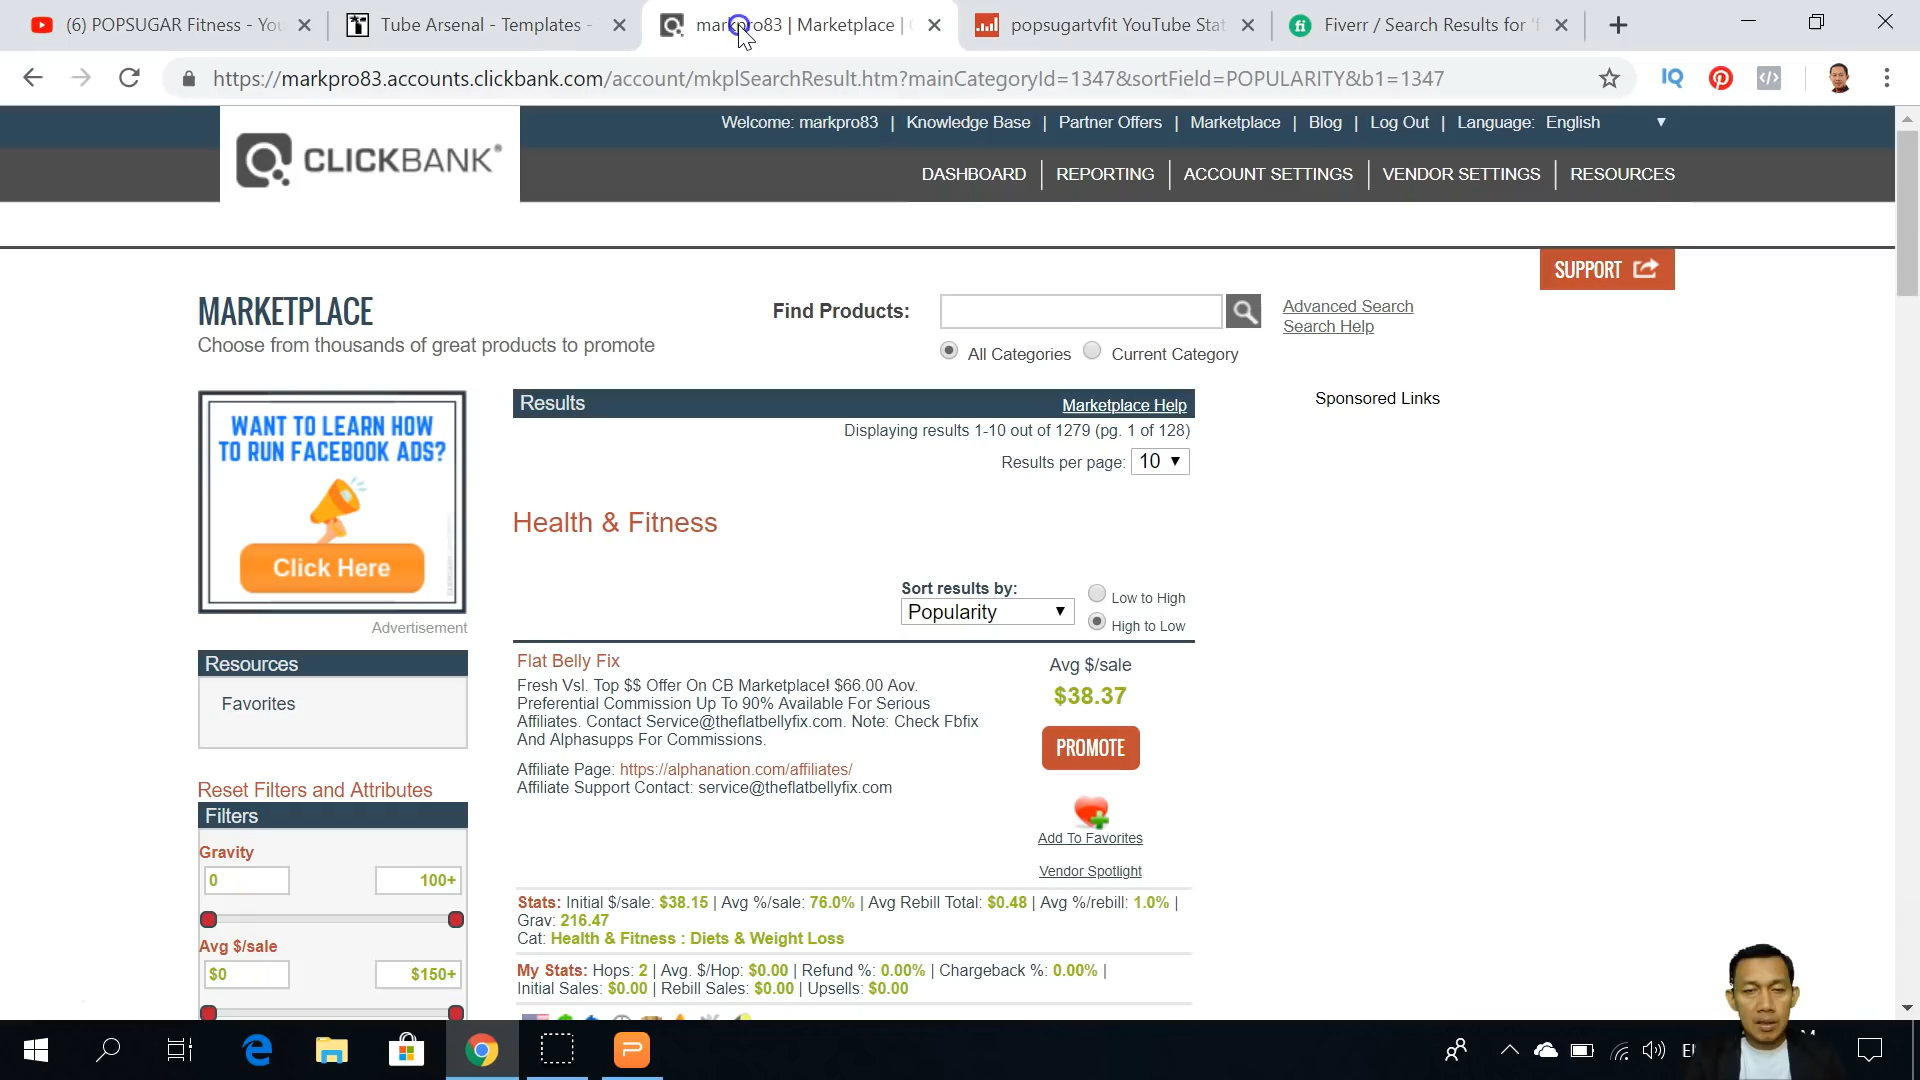 (6) POPSUGAR Fitness - You
Tube Arsenal - Templates -
markpro83 | Marketplace |
popsugartvfit YouTube Stat
Fiverr / Search Results for 'f
https://markpro83.accounts.clickbank.com/account/mkplSearchResult.htm?mainCategoryId=1347&sortField=POPULARITY&b1=1347
IQ
Welcome: markpro83 | Knowledge Base | Partner Offers | Marketplace | Blog | Log Out | Language: English
CLICKBANK
DASHBOARD | REPORTING | ACCOUNT SETTINGS | VENDOR SETTINGS | RESOURCES
SUPPORT
MARKETPLACE
Choose from thousands of great products to promote
Find Products:
Advanced Search
Search Help
All Categories
Current Category
WANT TO LEARN HOW
TO RUN FACEBOOK ADS?
Click Here
Advertisement
Results
Marketplace Help
Displaying results 1-10 out of 1279 (pg. 1 of 128)
Results per page: 10
Sponsored Links
Health & Fitness
Sort results by:
Popularity
Low to High
High to Low
Resources
Favorites
Reset Filters and Attributes
Filters
Gravity
0
100+
Avg $/sale
$0
$150+
Flat Belly Fix
Fresh Vsl. Top $$ Offer On CB Marketplace! $66.00 Aov.
Preferential Commission Up To 90% Available For Serious
Affiliates. Contact Service@theflatbellyfix.com. Note: Check Fbfix
And Alphasupps For Commissions.
Affiliate Page: https://alphanation.com/affiliates/
Affiliate Support Contact: service@theflatbellyfix.com
Avg $/sale
$38.37
PROMOTE
Add To Favorites
Vendor Spotlight
Stats: Initial $/sale: $38.15 | Avg %/sale: 76.0% | Avg Rebill Total: $0.48 | Avg %/rebill: 1.0% |
Grav: 216.47
Cat: Health & Fitness : Diets & Weight Loss
My Stats: Hops: 2 | Avg. $/Hop: $0.00 | Refund %: 0.00% | Chargeback %: 0.00% |
Initial Sales: $0.00 | Rebill Sales: $0.00 | Upsells: $0.00